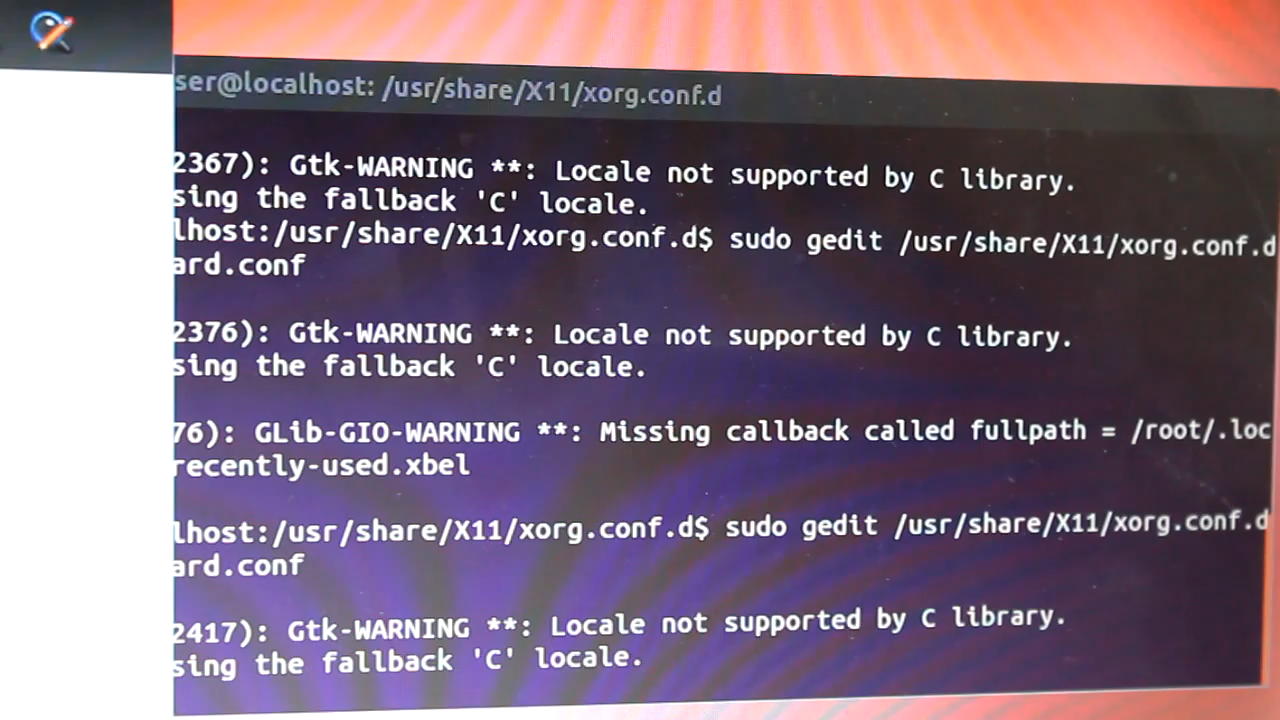 ser@localhost: /usr/share/X11/xorg.conf.d
2367): Gtk-WARNING **: Locale not supported by C library.
sing the fallback 'C' locale.
lhost:/usr/share/X11/xorg.conf.d$ sudo gedit /usr/share/X11/xorg.conf.d
ard.conf
2376): Gtk-WARNING **: Locale not supported by C library.
sing the fallback 'C' locale.
76): GLib-GIO-WARNING **: Missing callback called fullpath = /root/.loc
recently-used.xbel
lhost:/usr/share/X11/xorg.conf.d$ sudo gedit /usr/share/X11/xorg.conf.d
ard.conf
2417): Gtk-WARNING **: Locale not supported by C library.
sing the fallback 'C' locale.